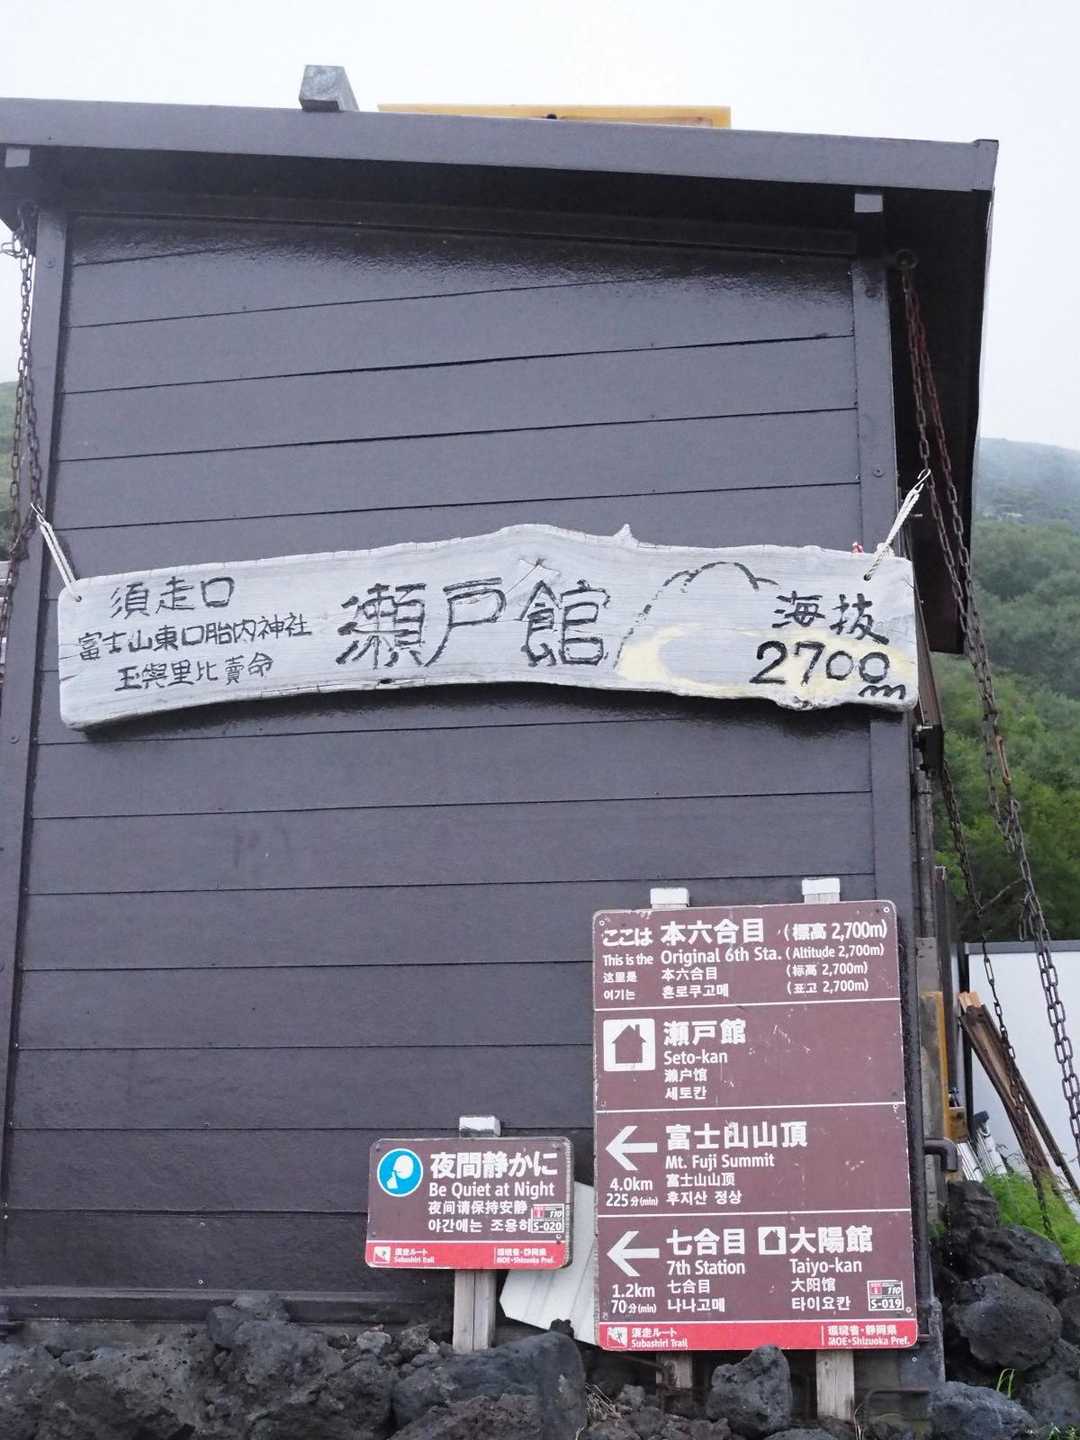 須走口
富士山東口胎内神社
玉與里比賣命
瀬戸館
海抜
2700m
ここは 本六合目 (標高 2,700m)
This is the Original 6th Sta. (Altitude 2,700m)
这里是 本六合目 (标高 2,700m)
여기는 혼로쿠고메 (표고 2,700m)
瀬戸館
Seto-kan
濑户馆
세토칸
富士山山頂
Mt. Fuji Summit
富士山山顶
후지산 정상
4.0km
225分(min)
七合目 大陽館
7th Station Taiyo-kan
七合目 大阳馆
나나고메 타이요칸
1.2km
70分(min)
110
S-019
須走ルート
Subashiri Trail
環境省・静岡県
MOE・Shizuoka Pref.
夜間静かに
Be Quiet at Night
夜间请保持安静
야간에는 조용히
110
S-020
須走ルート
Subashiri Trail
環境省・静岡県
MOE・Shizuoka Pref.